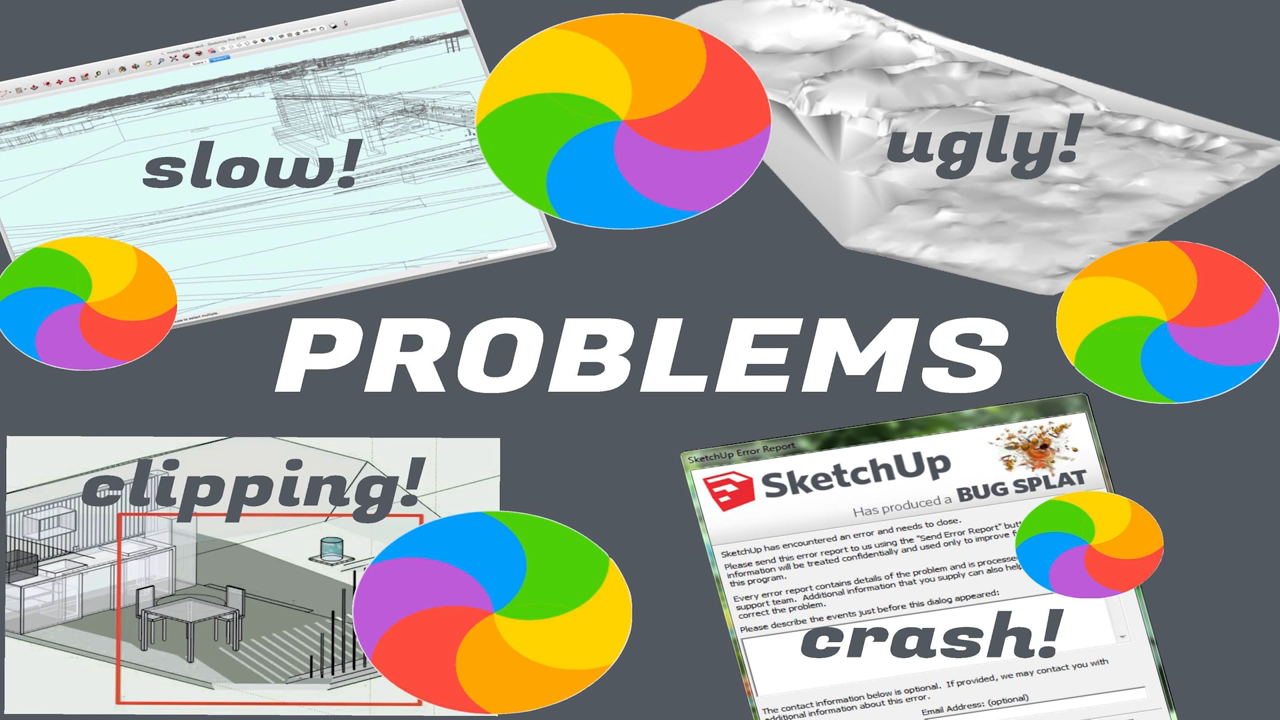 slow!
ugly!
PROBLEMS
clipping!
SketchUp Error Report
SketchUp
Has produced a BUG SPLAT
SketchUp has encountered an error and needs to close.
Please send this error report to us using the "Send Error Report"
information will be treated confidentially and used only to improve
this program.
Every error report contains details of the problem and is
support team. Additional information that you supply can also
correct the problem.
Please describe the events just before this dialog appeared:
crash!
The contact information below is optional. If provided, we may contact you with
additional information about this error.
Email Address: (optional)